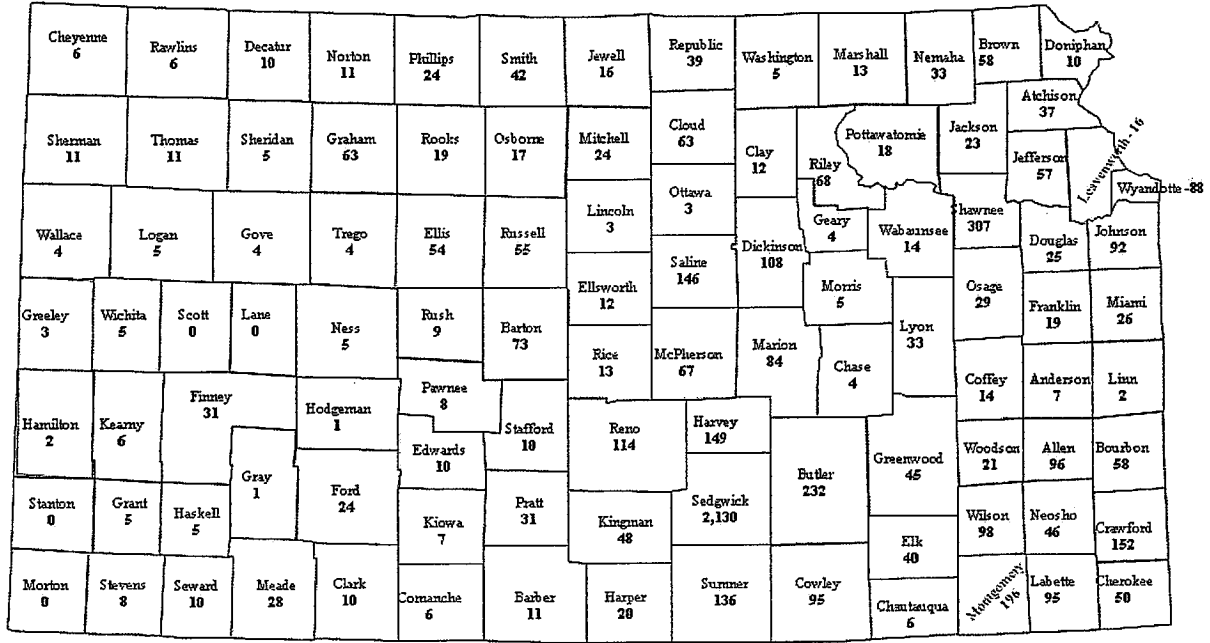 Cheyenne
6
Rawlins
6
Decatur
10
Norton
11
Phillips
24
Smith
42
Jewell
16
Republic
39
Washington
5
Marshall
13
Nemaha
33
Brown
58
Doniphan
10
Sherman
11
Thomas
11
Sheridan
5
Graham
63
Rooks
19
Osborne
17
Mitchell
24
Cloud
63
Clay
12
Riley
68
Pottawatomie
18
Jackson
23
Atchison
37
Jefferson
57
Leavenworth - 16
Wyandotte -88
Wallace
4
Logan
5
Gove
4
Trego
4
Ellis
54
Russell
55
Lincoln
3
Ottawa
3
Saline
146
Dickinson
108
Geary
4
Wabaunsee
14
Shawnee
307
Douglas
25
Johnson
92
Greeley
3
Wichita
5
Scott
0
Lane
0
Ness
5
Rush
9
Barton
73
Ellsworth
12
Rice
13
McPherson
67
Marion
84
Morris
5
Chase
4
Lyon
33
Osage
29
Franklin
19
Miami
26
Hamilton
2
Kearny
6
Finney
31
Hodgeman
1
Pawnee
8
Edwards
10
Stafford
10
Reno
114
Harvey
149
Butler
232
Greenwood
45
Coffey
14
Anderson
7
Linn
2
Woodson
21
Allen
96
Bourbon
58
Stanton
0
Grant
5
Haskell
5
Gray
1
Ford
24
Kiowa
7
Pratt
31
Kingman
48
Sedgwick
2,130
Elk
40
Wilson
98
Neosho
46
Crawford
152
Morton
0
Stevens
8
Seward
10
Meade
28
Clark
10
Comanche
6
Barber
11
Harper
20
Sumner
136
Cowley
95
Chautauqua
6
Montgomery
196
Labette
95
Cherokee
50